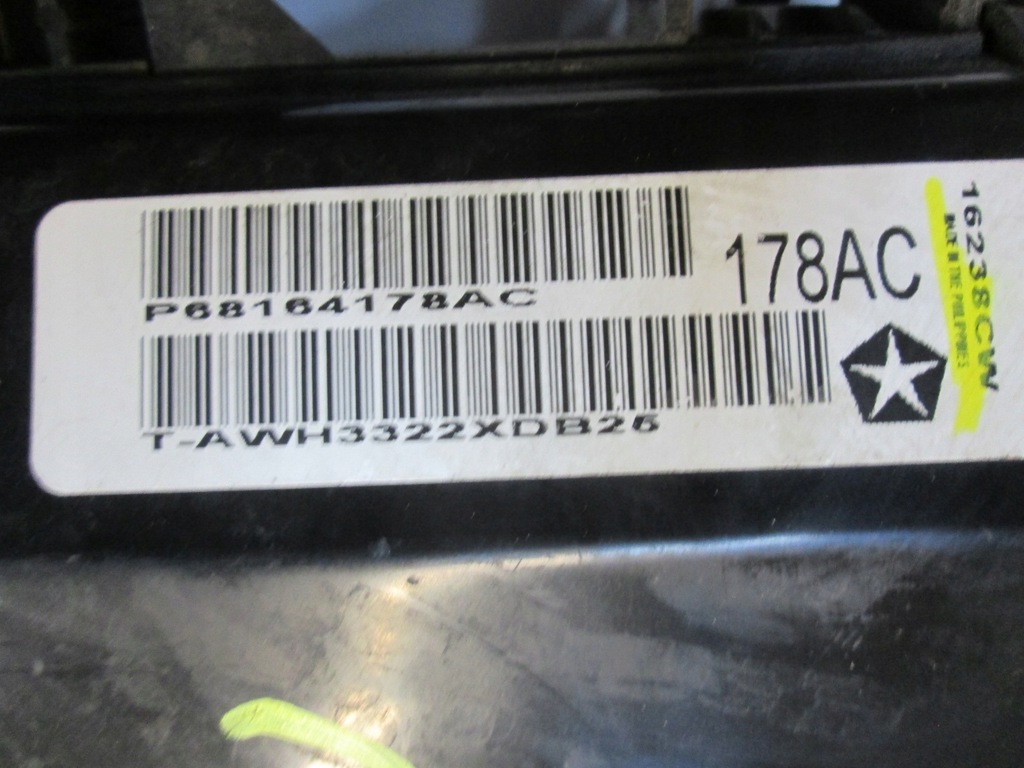 P68164178AC
178AC
T-AWH3322XDB25
16238CW
MADE IN THE PHILIPPINES